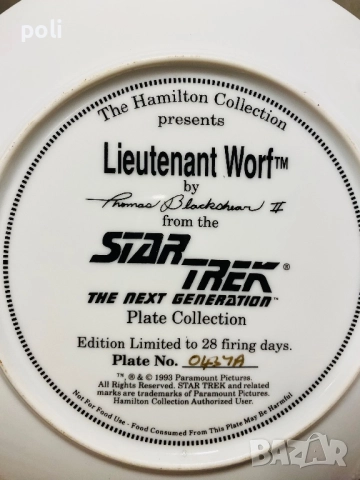 poli
The Hamilton Collection
presents
Lieutenant Worf™
by
Thomas Blackshear II
from the
STAR TREK®
THE NEXT GENERATION™
Plate Collection
Edition Limited to 28 firing days.
Plate No. 0437A
™, ® & © 1993 Paramount Pictures.
All Rights Reserved. STAR TREK and related
marks are trademarks of Paramount Pictures.
Hamilton Collection Authorized User.
Not For Food Use - Food Consumed From This Plate May Be Harmful
BAZAR
bg